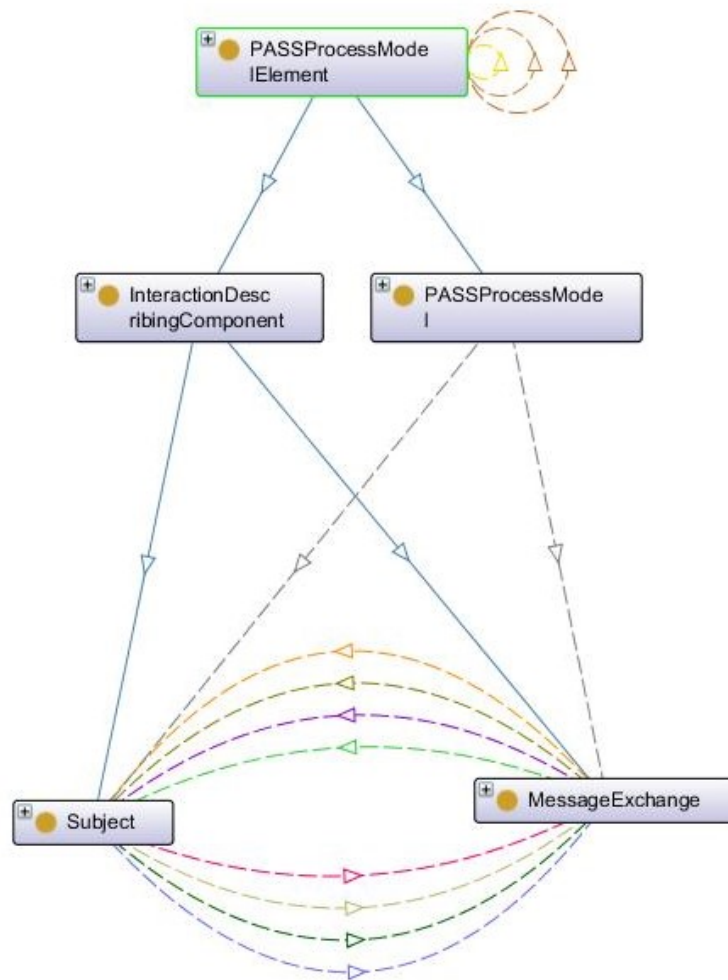 PASSProcessMode
lElement
InteractionDesc
ribingComponent
PASSProcessMode
l
Subject
MessageExchange